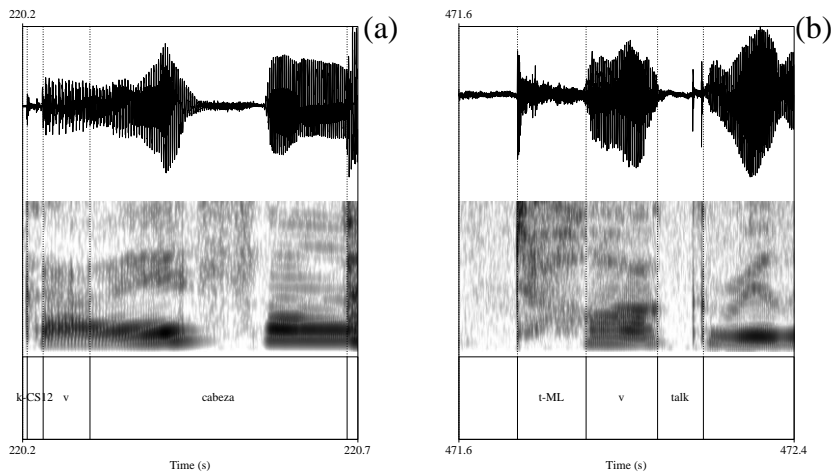 220.2
(a)
k-CS12 v cabeza
220.2 220.7
Time (s)
471.6
(b)
t-ML v talk
471.6 472.4
Time (s)